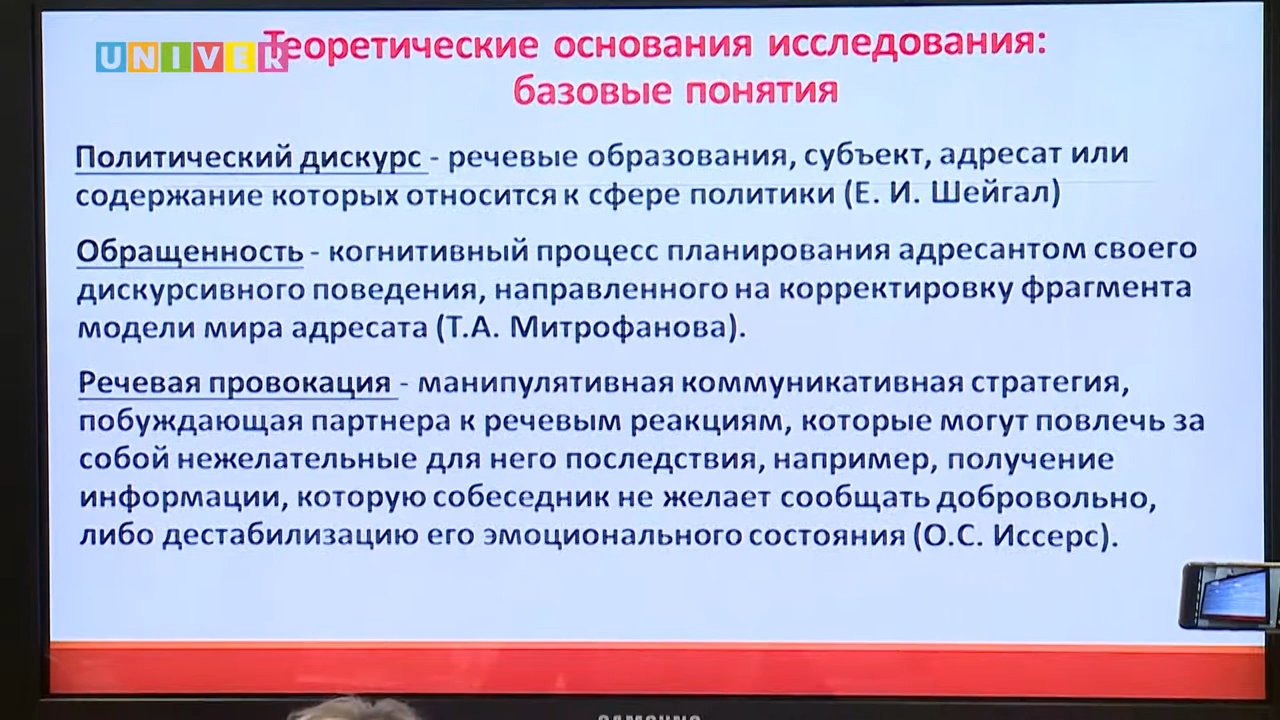 UNIVER
Теоретические основания исследования:
базовые понятия
Политический дискурс - речевые образования, субъект, адресат или
содержание которых относится к сфере политики (Е. И. Шейгал)
Обращенность - когнитивный процесс планирования адресантом своего
дискурсивного поведения, направленного на корректировку фрагмента
модели мира адресата (Т.А. Митрофанова).
Речевая провокация - манипулятивная коммуникативная стратегия,
побуждающая партнера к речевым реакциям, которые могут повлечь за
собой нежелательные для него последствия, например, получение
информации, которую собеседник не желает сообщать добровольно,
либо дестабилизацию его эмоционального состояния (О.С. Иссерс).
SAMSUNG